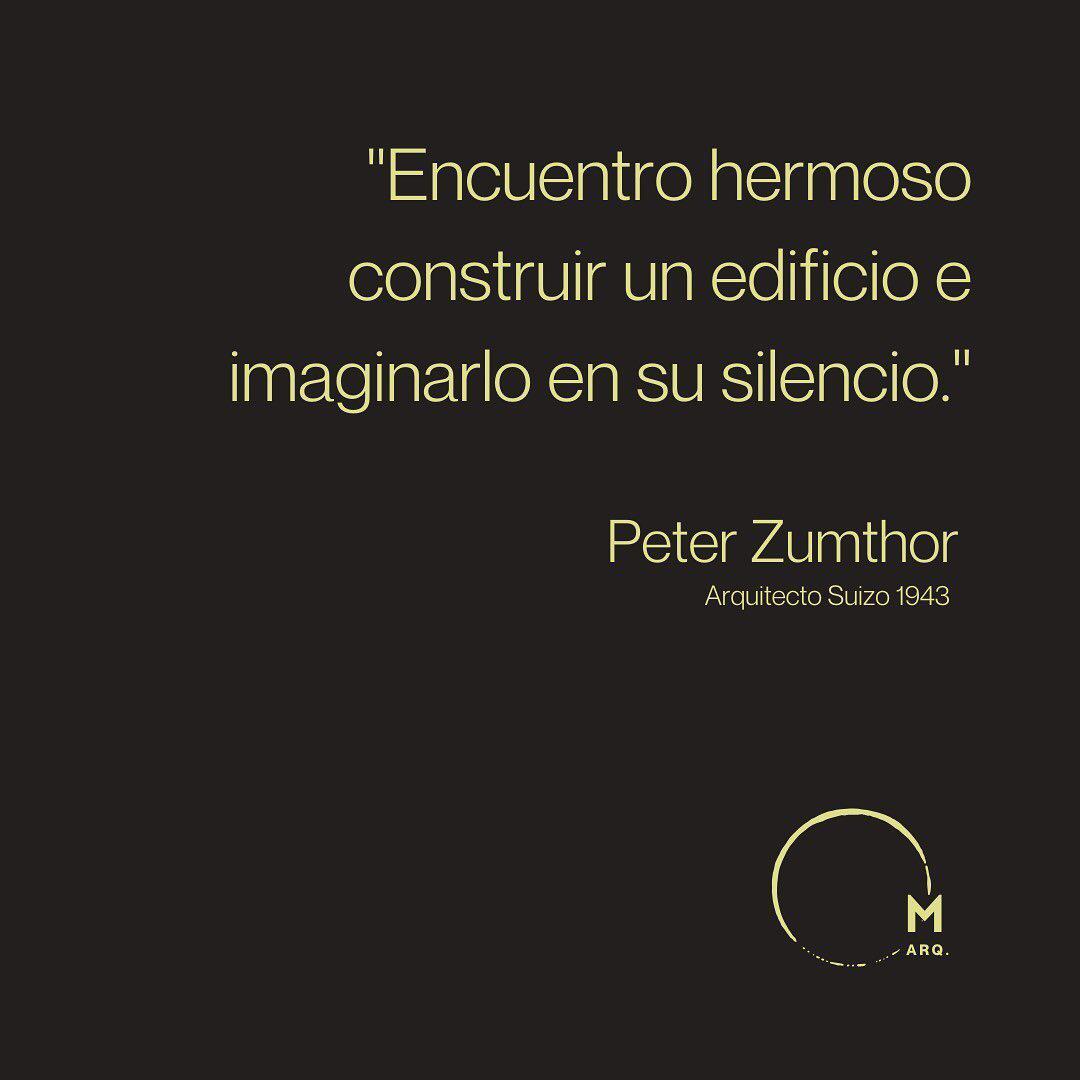 "Encuentro hermoso
construir un edificio e
imaginarlo en su silencio."
Peter Zumthor
Arquitecto Suizo 1943
M
ARQ.